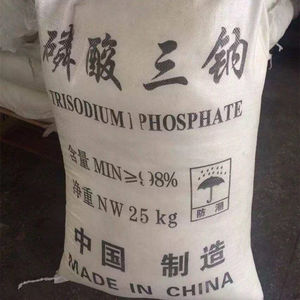 磷酸三钠
TRISODIUM PHOSPHATE
含量 MIN≥98%
净重 NW 25 kg
防潮
中国 制造
MADE IN CHINA